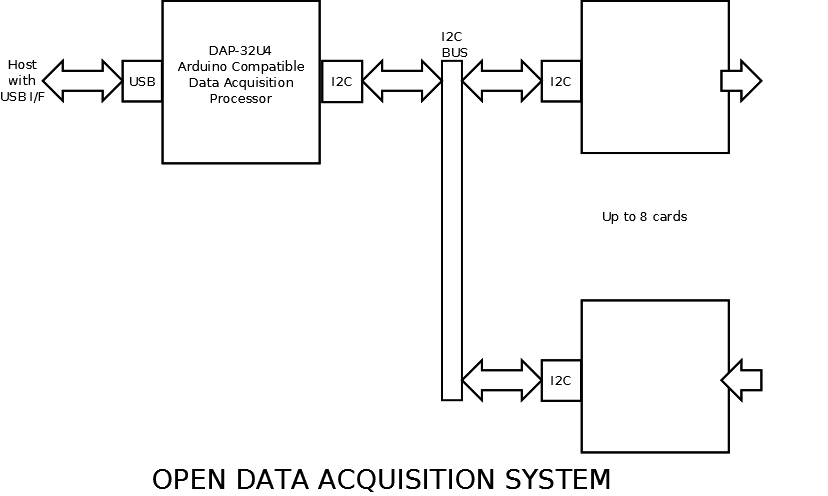 Host
with
USB I/F
USB
DAP-32U4
Arduino Compatible
Data Acquisition
Processor
I2C
I2C
BUS
I2C
Up to 8 cards
I2C
OPEN DATA ACQUISITION SYSTEM